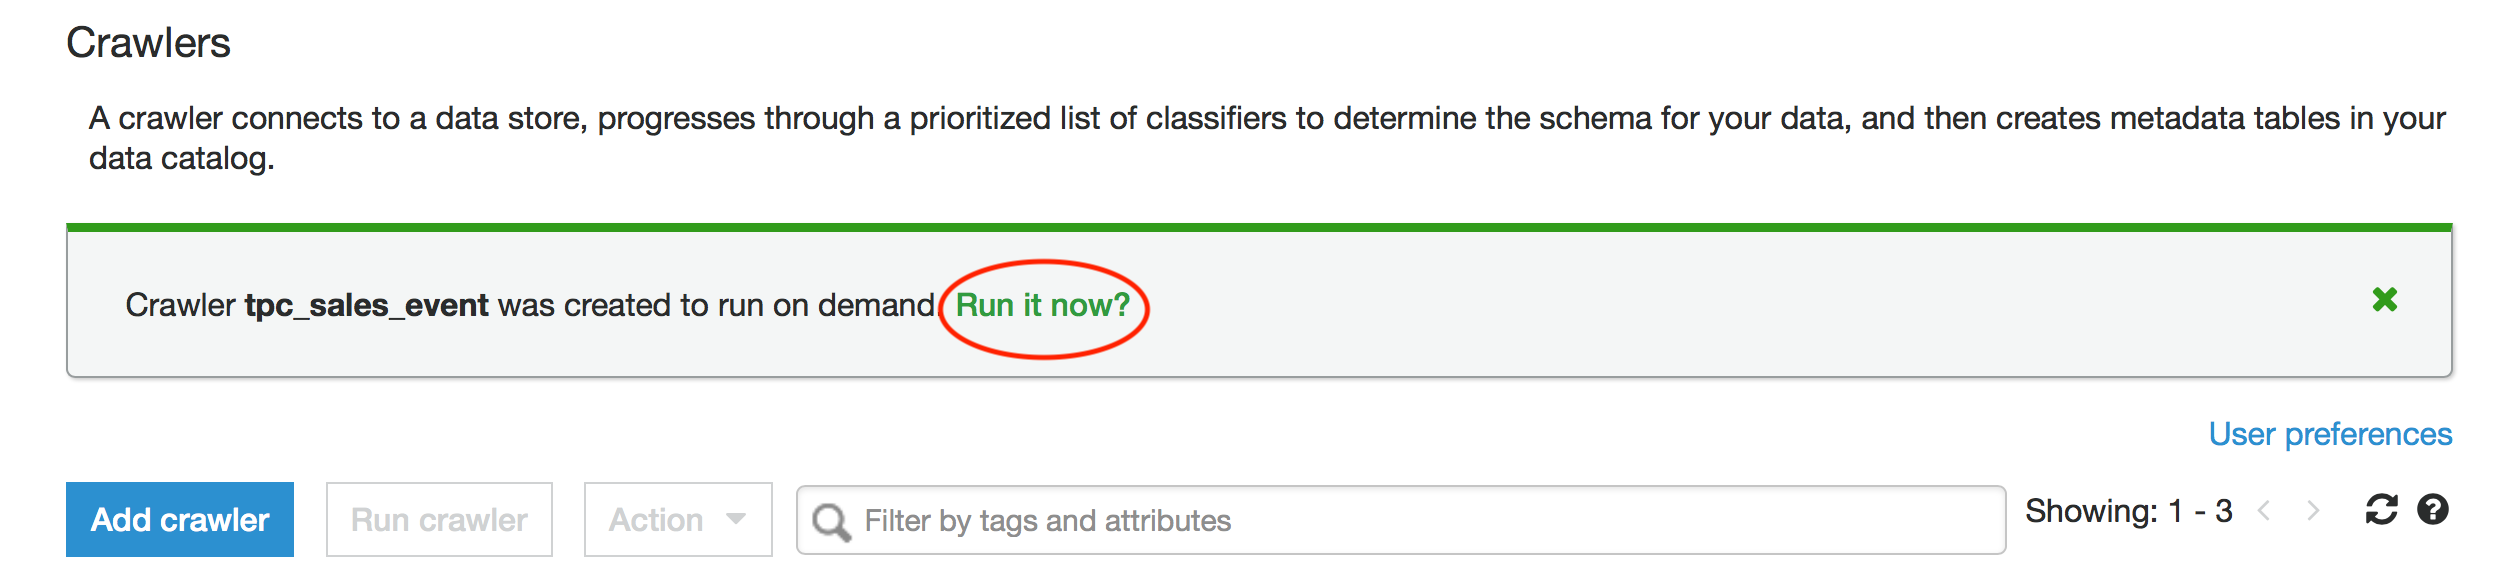 Crawlers
A crawler connects to a data store, progresses through a prioritized list of classifiers to determine the schema for your data, and then creates metadata tables in your
data catalog.
Crawler tpc_sales_event was created to run on demand. Run it now?
User preferences
Add crawler Run crawler Action Filter by tags and attributes Showing: 1 - 3